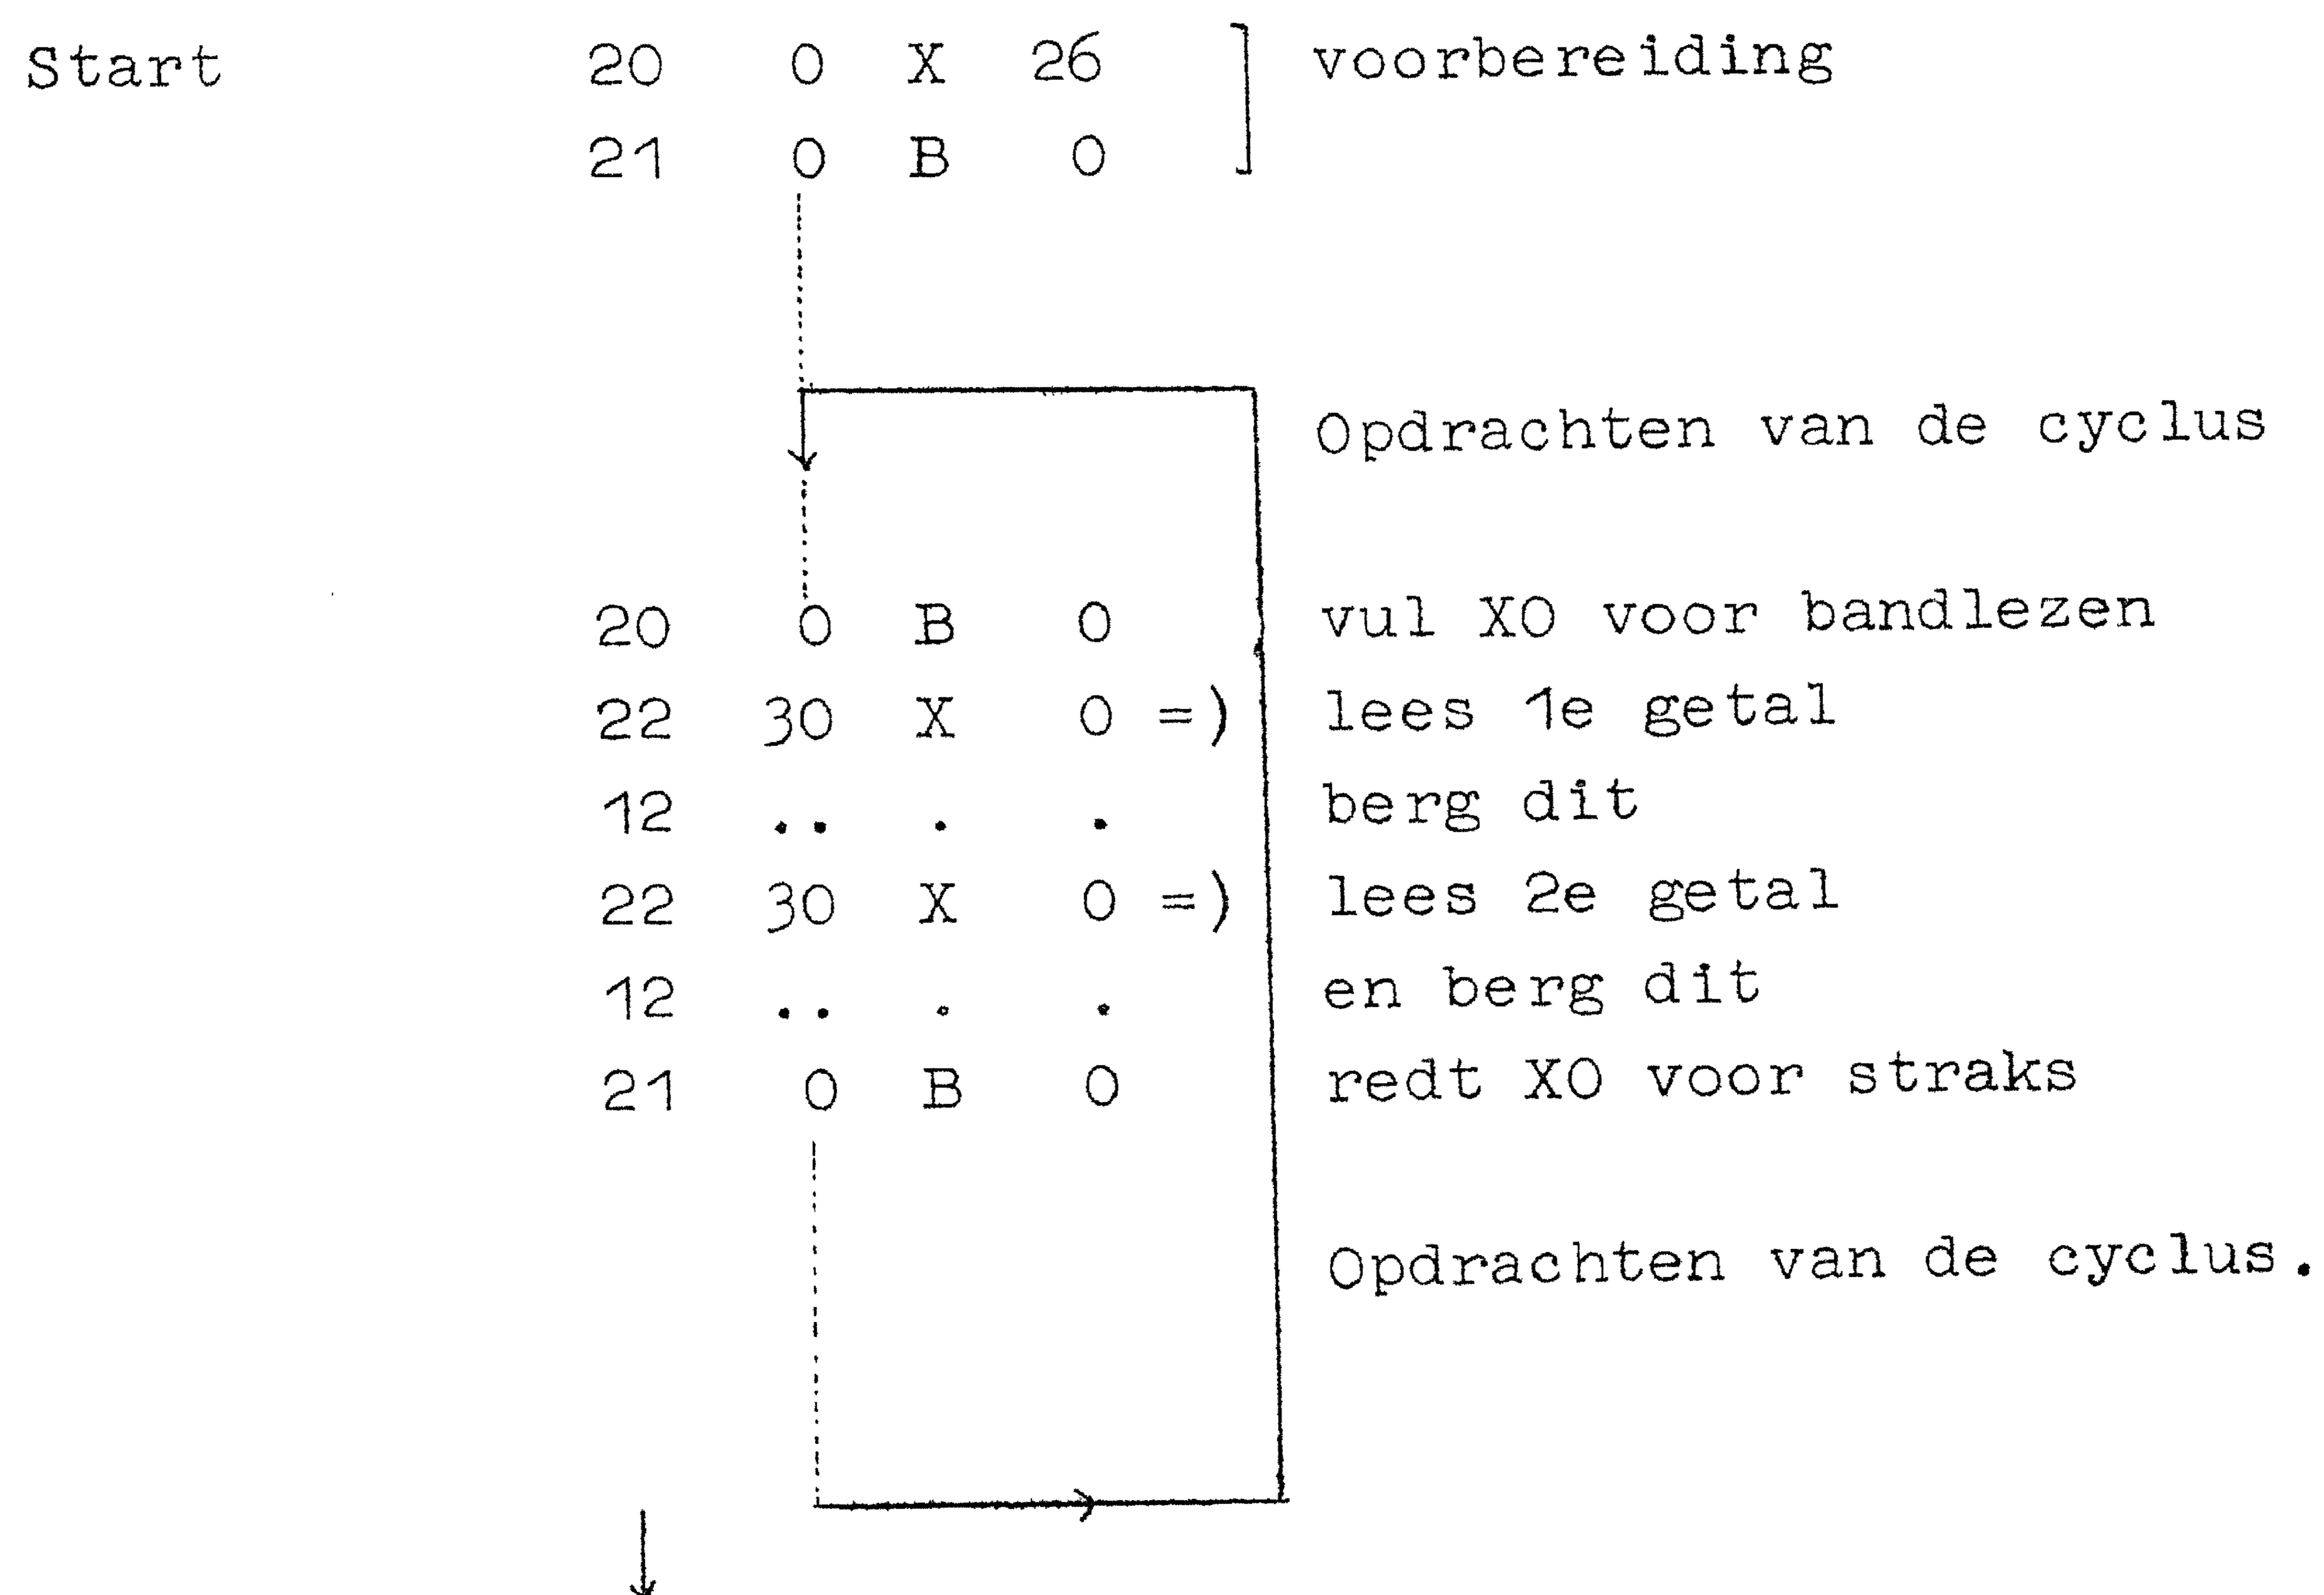 Start 20 0 X 26 ] voorbereiding
21 0 B 0
Opdrachten van de cyclus
20 0 B 0 vul X0 voor bandlezen
22 30 X 0 =) lees 1e getal
12 .. . . berg dit
22 30 X 0 =) lees 2e getal
12 .. . . en berg dit
21 0 B 0 redt X0 voor straks
Opdrachten van de cyclus.